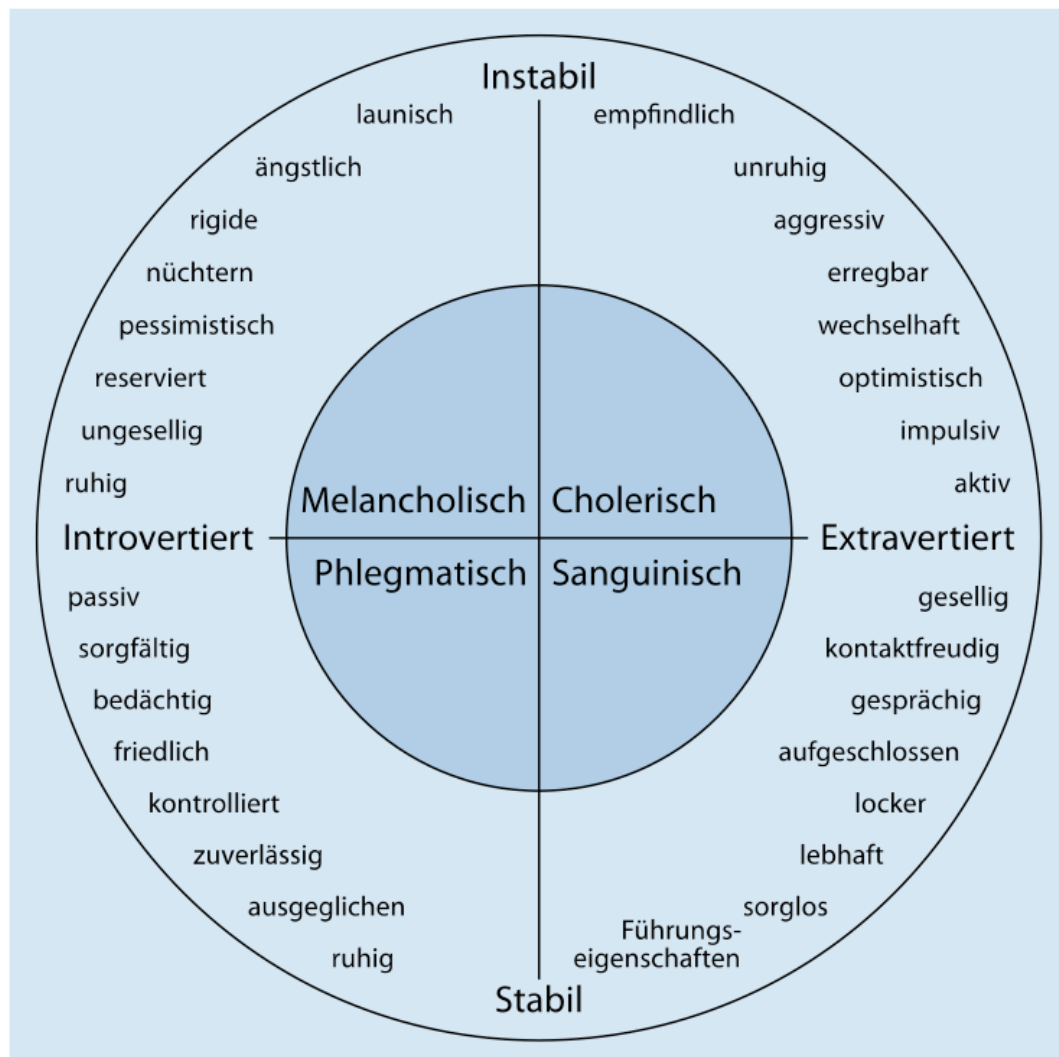 Instabil
launisch
empfindlich
ängstlich
unruhig
rigide
aggressiv
nüchtern
erregbar
pessimistisch
wechselhaft
reserviert
optimistisch
ungesellig
impulsiv
ruhig
aktiv
Melancholisch
Cholerisch
Introvertiert
Extravertiert
Phlegmatisch
Sanguinisch
passiv
gesellig
sorgfältig
kontaktfreudig
bedächtig
gesprächig
friedlich
aufgeschlossen
kontrolliert
locker
zuverlässig
lebhaft
ausgeglichen
sorglos
ruhig
Führungs-
eigenschaften
Stabil